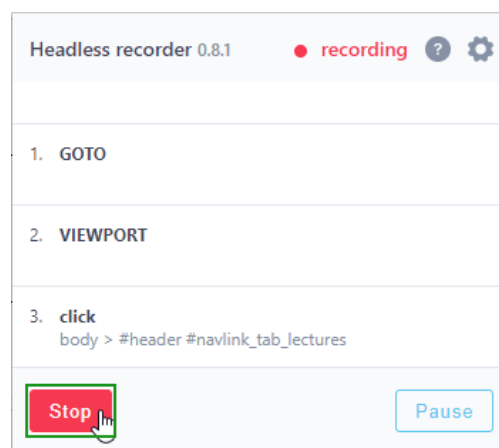 Headless recorder 0.8.1 recording ?
1. GOTO
2. VIEWPORT
3. click
body > #header #navlink_tab_lectures
Stop Pause